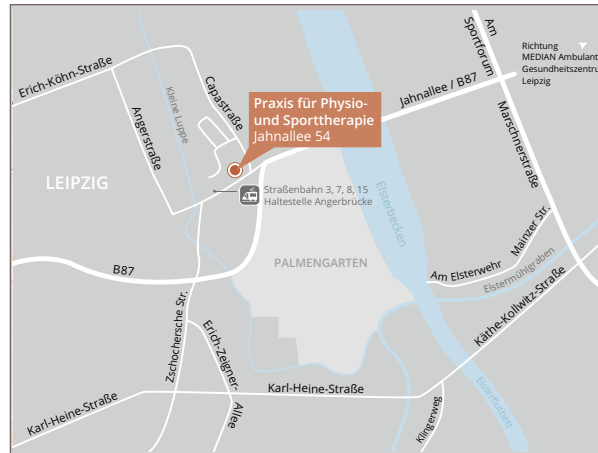 Am
Sportforum
Richtung
MEDIAN Ambulant
Gesundheitszentru
Leipzig
Erich-Köhn-Straße
Capastraße
Kleine Luppe
Angerstraße
Praxis für Physio-
und Sporttherapie
Jahnallee 54
Jahnallee / B87
Marschnerstraße
LEIPZIG
Straßenbahn 3, 7, 8, 15
Haltestelle Angerbrücke
Elsterbecken
Mainzer Str.
PALMENGARTEN
B87
Am Elsterwehr
Elstermühlgraben
Zschochersche Str.
Erich-Zeigner-
Allee
Käthe-Kollwitz-Straße
Karl-Heine-Straße
Karl-Heine-Straße
Klingerweg
Elsterflutbett